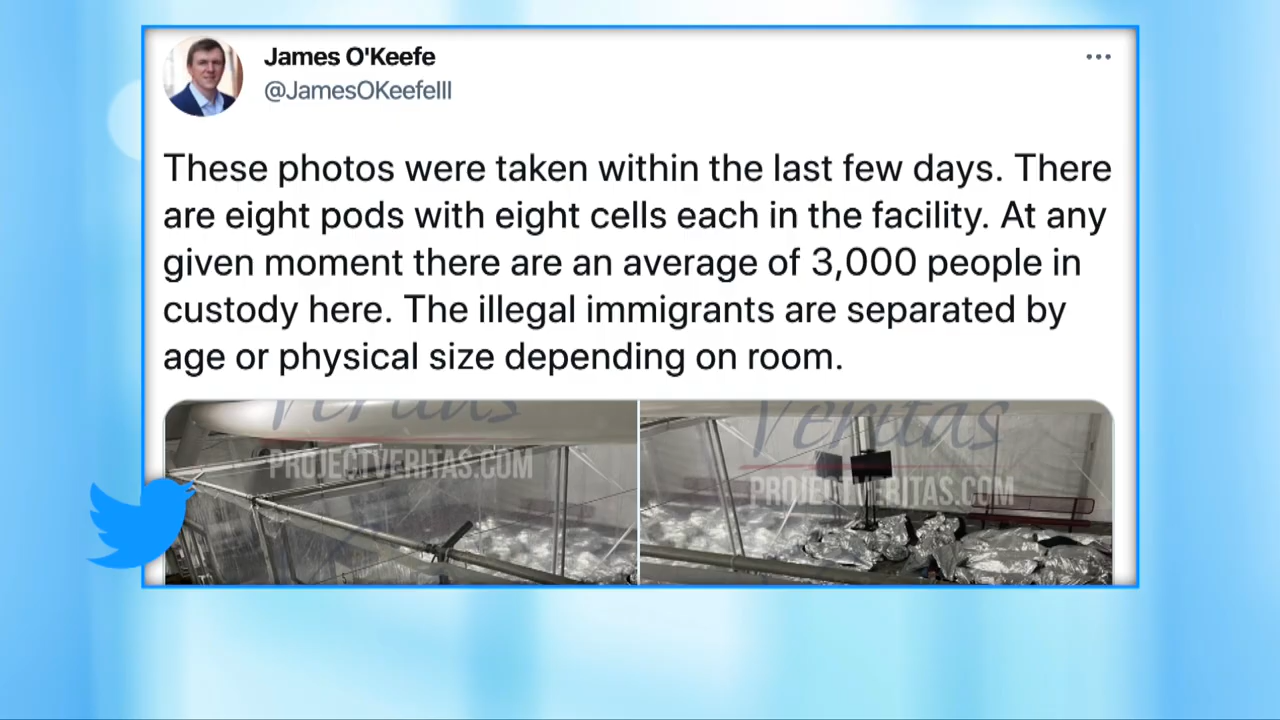 James O'Keefe
@JamesOKeefeIII
These photos were taken within the last few days. There
are eight pods with eight cells each in the facility. At any
given moment there are an average of 3,000 people in
custody here. The illegal immigrants are separated by
age or physical size depending on room.
Veritas
PROJECTVERITAS.COM
Veritas
PROJECTVERITAS.COM